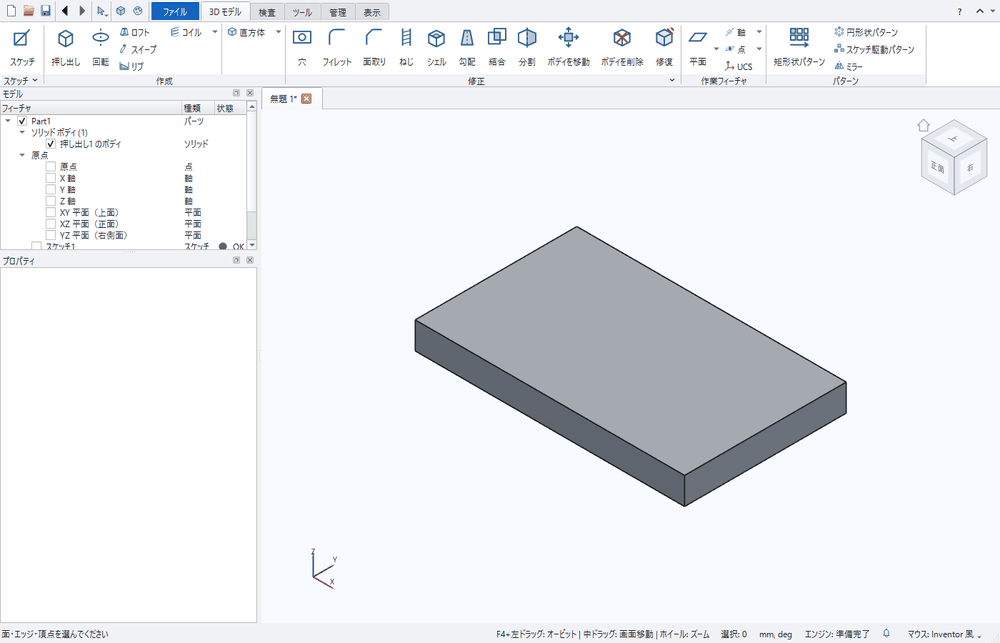 ファイル 3D モデル 検査 ツール 管理 表示 ?
スケッチ 押し出し 回転 ロフト スイープ リブ コイル 直方体 穴 フィレット 面取り ねじ シェル 勾配 結合 分割 ボディを移動 ボディを削除 修復 平面 軸 点 UCS 矩形状パターン 円形状パターン スケッチ駆動パターン ミラー
スケッチ 作成 修正 作業フィーチャ パターン
モデル
無題 1*
フィーチャ 種類 状態
Part1 パーツ
ソリッド ボディ (1)
押し出し1 のボディ ソリッド
原点
原点 点
X 軸 軸
Y 軸 軸
Z 軸 軸
XY 平面（上面） 平面
XZ 平面（正面） 平面
YZ 平面（右側面） 平面
スケッチ1 スケッチ OK
プロパティ
上
正面 右
Z
Y
X
面・エッジ・頂点を選んでください F4+左ドラッグ: オービット | 中ドラッグ: 画面移動 | ホイール: ズーム 選択: 0 mm, deg エンジン: 準備完了 マウス: Inventor 風